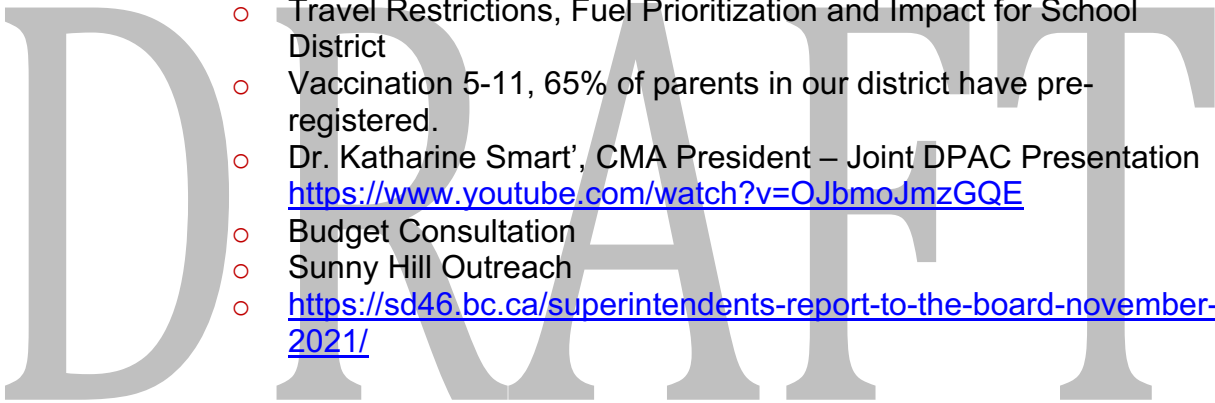 ○ Travel Restrictions, Fuel Prioritization and Impact for School
District
○ Vaccination 5-11, 65% of parents in our district have pre-
registered.
○ Dr. Katharine Smart’, CMA President – Joint DPAC Presentation
https://www.youtube.com/watch?v=OJbmoJmzGQE
○ Budget Consultation
○ Sunny Hill Outreach
○ https://sd46.bc.ca/superintendents-report-to-the-board-november-
2021/
DRAFT